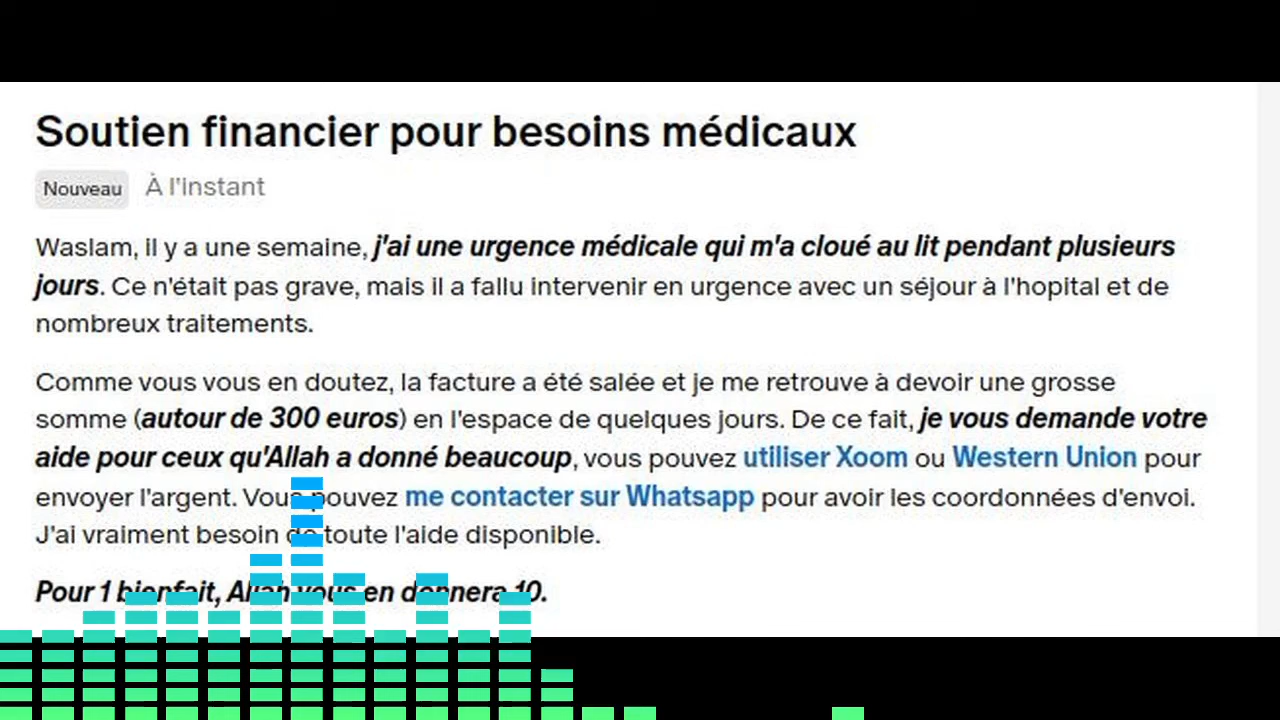 Soutien financier pour besoins médicaux
Nouveau À l'instant
Waslam, il y a une semaine, j'ai une urgence médicale qui m'a cloué au lit pendant plusieurs
jours. Ce n'était pas grave, mais il a fallu intervenir en urgence avec un séjour à l'hopital et de
nombreux traitements.
Comme vous vous en doutez, la facture a été salée et je me retrouve à devoir une grosse
somme (autour de 300 euros) en l'espace de quelques jours. De ce fait, je vous demande votre
aide pour ceux qu'Allah a donné beaucoup, vous pouvez utiliser Xoom ou Western Union pour
envoyer l'argent. Vous pouvez me contacter sur Whatsapp pour avoir les coordonnées d'envoi.
J'ai vraiment besoin de toute l'aide disponible.
Pour 1 bienfait, Allah vous en donnera 10.